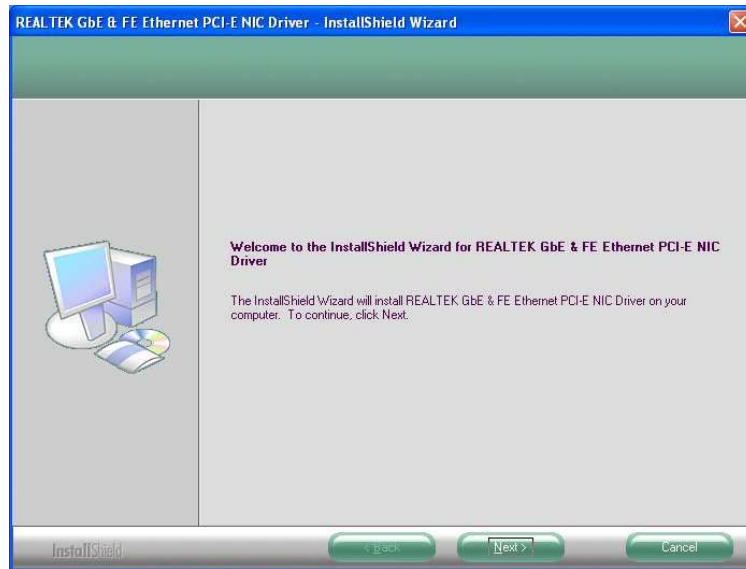 REALTEK GbE & FE Ethernet PCI-E NIC Driver - InstallShield Wizard
Welcome to the InstallShield Wizard for REALTEK GbE & FE Ethernet PCI-E NIC
Driver
The InstallShield Wizard will install REALTEK GbE & FE Ethernet PCI-E NIC Driver on your
computer. To continue, click Next.
InstallShield
< Back
Next >
Cancel